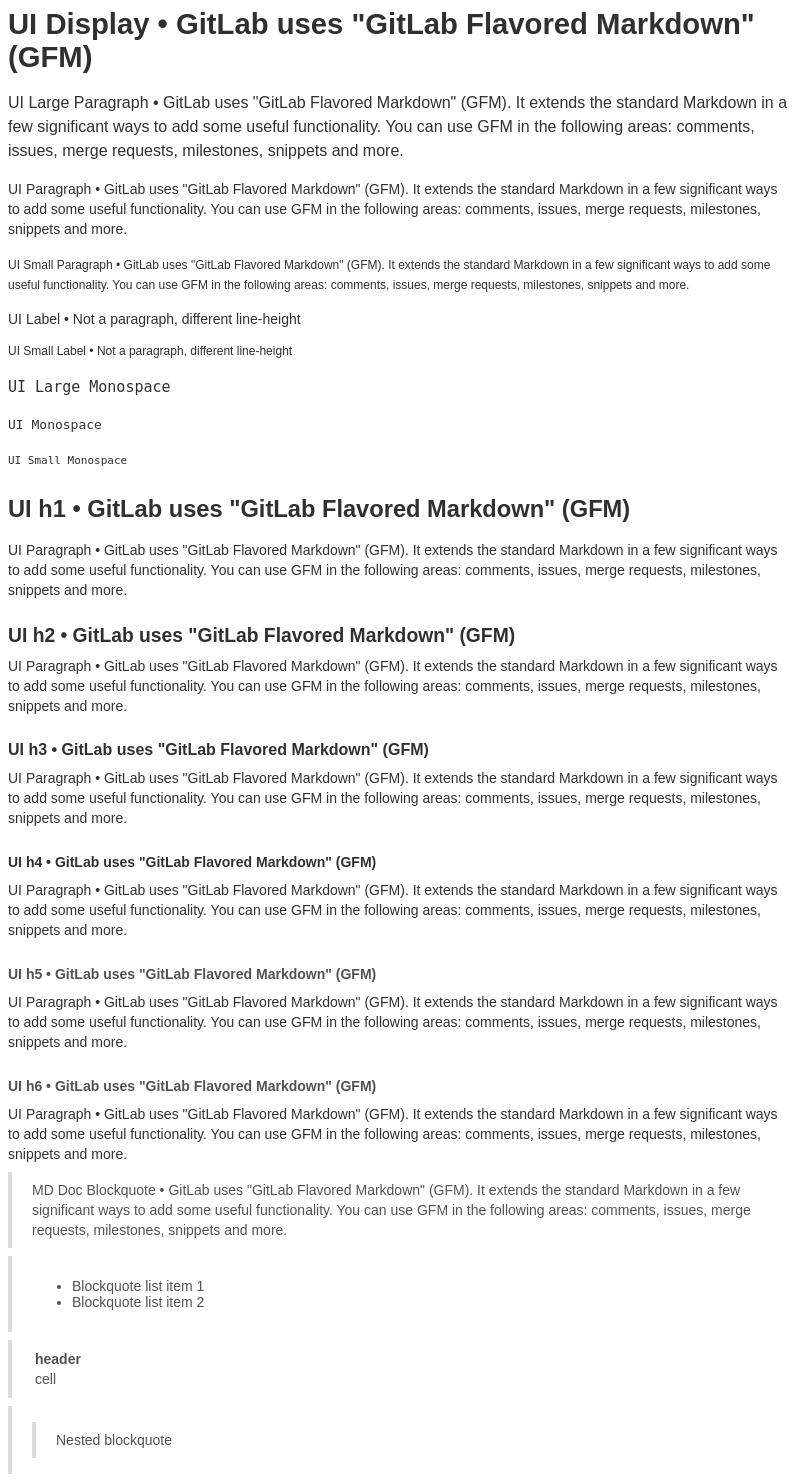 UI Display • GitLab uses "GitLab Flavored Markdown"
(GFM)
UI Large Paragraph • GitLab uses "GitLab Flavored Markdown" (GFM). It extends the standard Markdown in a
few significant ways to add some useful functionality. You can use GFM in the following areas: comments,
issues, merge requests, milestones, snippets and more.
UI Paragraph • GitLab uses "GitLab Flavored Markdown" (GFM). It extends the standard Markdown in a few significant ways
to add some useful functionality. You can use GFM in the following areas: comments, issues, merge requests, milestones,
snippets and more.
UI Small Paragraph • GitLab uses "GitLab Flavored Markdown" (GFM). It extends the standard Markdown in a few significant ways to add some
useful functionality. You can use GFM in the following areas: comments, issues, merge requests, milestones, snippets and more.
UI Label • Not a paragraph, different line-height
UI Small Label • Not a paragraph, different line-height
UI Large Monospace
UI Monospace
UI Small Monospace
UI h1 • GitLab uses "GitLab Flavored Markdown" (GFM)
UI Paragraph • GitLab uses "GitLab Flavored Markdown" (GFM). It extends the standard Markdown in a few significant ways
to add some useful functionality. You can use GFM in the following areas: comments, issues, merge requests, milestones,
snippets and more.
UI h2 • GitLab uses "GitLab Flavored Markdown" (GFM)
UI Paragraph • GitLab uses "GitLab Flavored Markdown" (GFM). It extends the standard Markdown in a few significant ways
to add some useful functionality. You can use GFM in the following areas: comments, issues, merge requests, milestones,
snippets and more.
UI h3 • GitLab uses "GitLab Flavored Markdown" (GFM)
UI Paragraph • GitLab uses "GitLab Flavored Markdown" (GFM). It extends the standard Markdown in a few significant ways
to add some useful functionality. You can use GFM in the following areas: comments, issues, merge requests, milestones,
snippets and more.
UI h4 • GitLab uses "GitLab Flavored Markdown" (GFM)
UI Paragraph • GitLab uses "GitLab Flavored Markdown" (GFM). It extends the standard Markdown in a few significant ways
to add some useful functionality. You can use GFM in the following areas: comments, issues, merge requests, milestones,
snippets and more.
UI h5 • GitLab uses "GitLab Flavored Markdown" (GFM)
UI Paragraph • GitLab uses "GitLab Flavored Markdown" (GFM). It extends the standard Markdown in a few significant ways
to add some useful functionality. You can use GFM in the following areas: comments, issues, merge requests, milestones,
snippets and more.
UI h6 • GitLab uses "GitLab Flavored Markdown" (GFM)
UI Paragraph • GitLab uses "GitLab Flavored Markdown" (GFM). It extends the standard Markdown in a few significant ways
to add some useful functionality. You can use GFM in the following areas: comments, issues, merge requests, milestones,
snippets and more.
MD Doc Blockquote • GitLab uses "GitLab Flavored Markdown" (GFM). It extends the standard Markdown in a few
significant ways to add some useful functionality. You can use GFM in the following areas: comments, issues, merge
requests, milestones, snippets and more.
• Blockquote list item 1
• Blockquote list item 2
header
cell
Nested blockquote